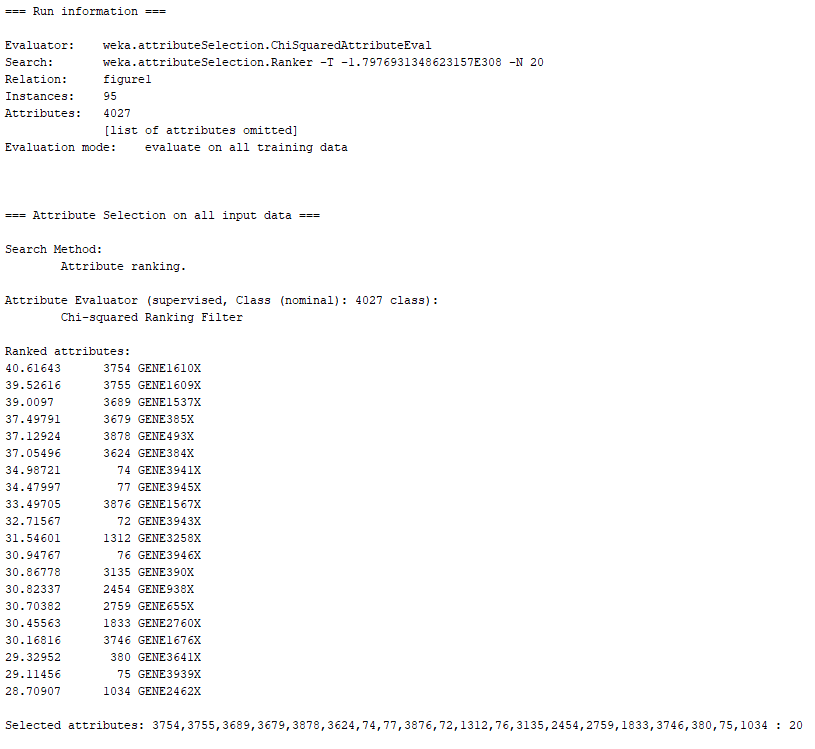 === Run information ===
Evaluator:    weka.attributeSelection.ChiSquaredAttributeEval
Search:       weka.attributeSelection.Ranker -T -1.7976931348623157E308 -N 20
Relation:     figure1
Instances:    95
Attributes:   4027
              [list of attributes omitted]
Evaluation mode:    evaluate on all training data
=== Attribute Selection on all input data ===
Search Method:
        Attribute ranking.
Attribute Evaluator (supervised, Class (nominal): 4027 class):
        Chi-squared Ranking Filter
Ranked attributes:
40.61643      3754 GENE1610X
39.52616      3755 GENE1609X
39.0097       3689 GENE1537X
37.49791      3679 GENE385X
37.12924      3878 GENE493X
37.05496      3624 GENE384X
34.98721        74 GENE3941X
34.47997        77 GENE3945X
33.49705      3876 GENE1567X
32.71567        72 GENE3943X
31.54601      1312 GENE3258X
30.94767        76 GENE3946X
30.86778      3135 GENE390X
30.82337      2454 GENE938X
30.70382      2759 GENE655X
30.45563      1833 GENE2760X
30.16816      3746 GENE1676X
29.32952       380 GENE3641X
29.11456        75 GENE3939X
28.70907      1034 GENE2462X
Selected attributes: 3754,3755,3689,3679,3878,3624,74,77,3876,72,1312,76,3135,2454,2759,1833,3746,380,75,1034 : 20